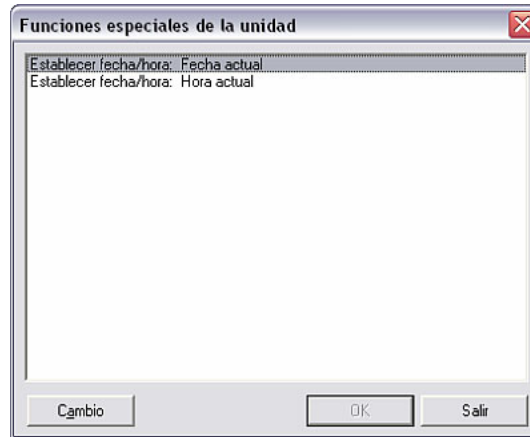 Funciones especiales de la unidad
Establecer fecha/hora: Fecha actual
Establecer fecha/hora: Hora actual
Cambio
OK
Salir